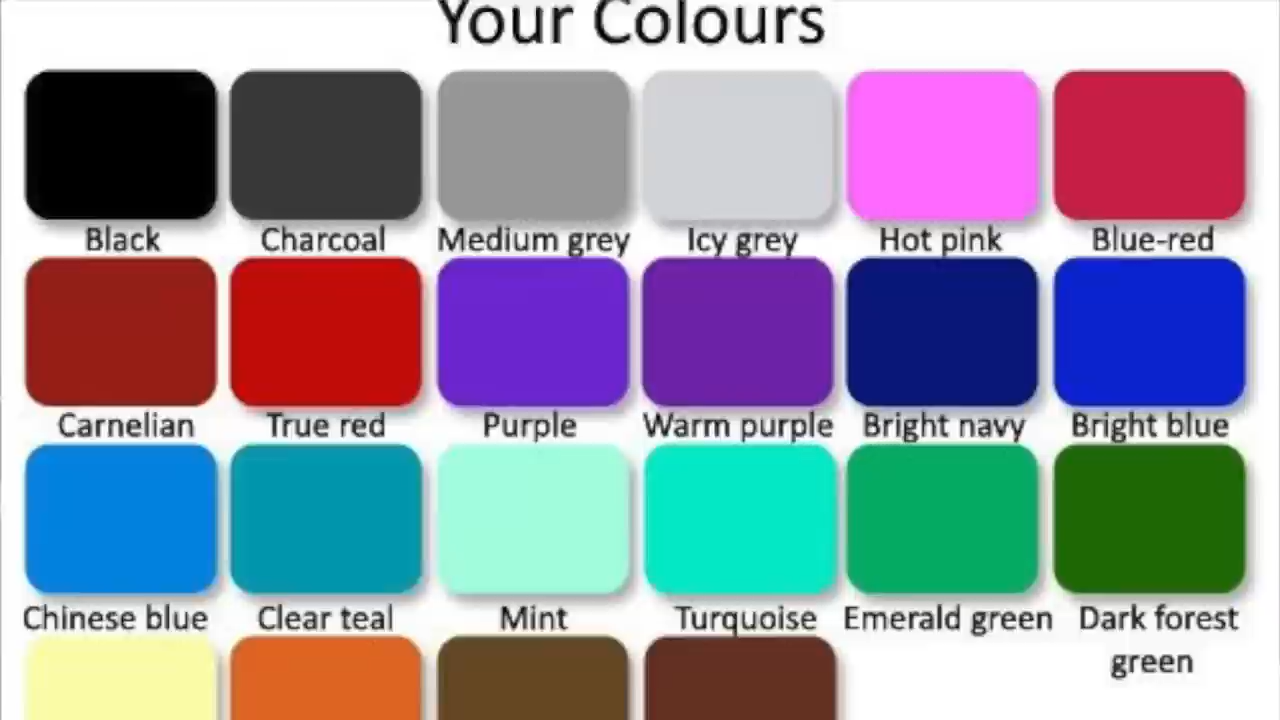 Your Colours
Black Charcoal Medium grey Icy grey Hot pink Blue-red
Carnelian True red Purple Warm purple Bright navy Bright blue
Chinese blue Clear teal Mint Turquoise Emerald green Dark forest
green